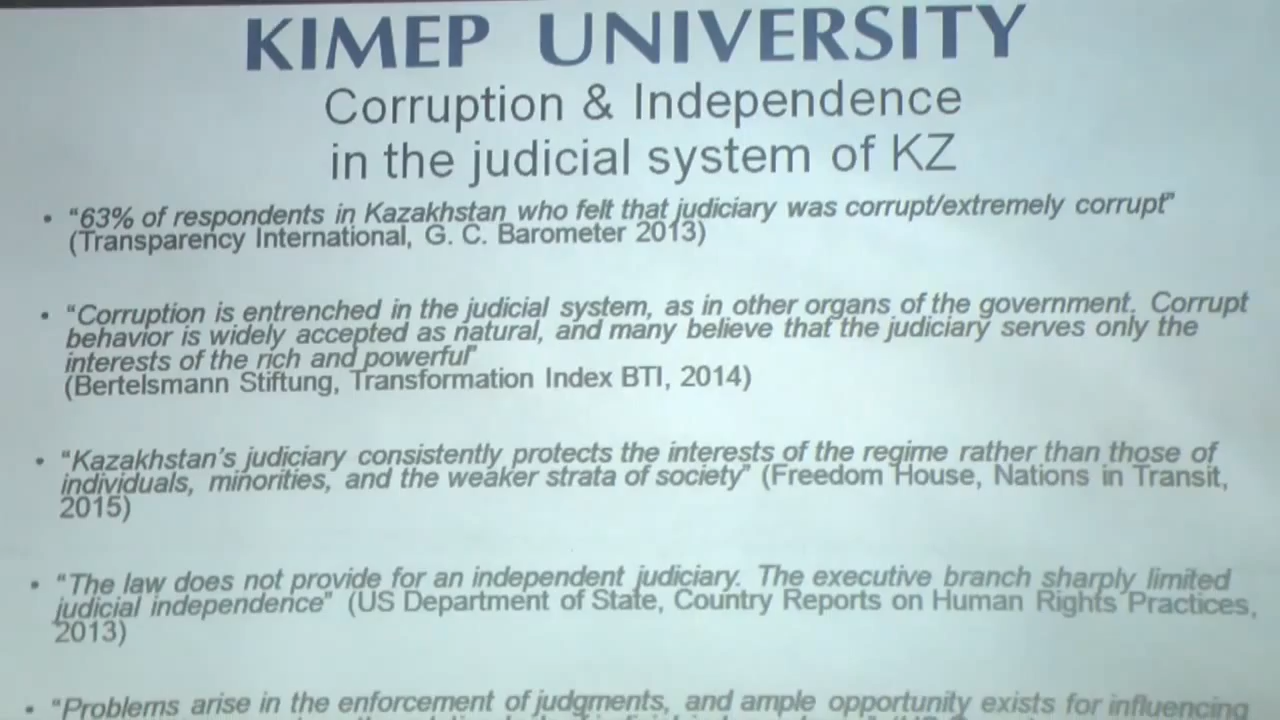 KIMEP UNIVERSITY
Corruption & Independence
in the judicial system of KZ
• “63% of respondents in Kazakhstan who felt that judiciary was corrupt/extremely corrupt”
(Transparency International, G. C. Barometer 2013)
• “Corruption is entrenched in the judicial system, as in other organs of the government. Corrupt
behavior is widely accepted as natural, and many believe that the judiciary serves only the
interests of the rich and powerful”
(Bertelsmann Stiftung, Transformation Index BTI, 2014)
• “Kazakhstan’s judiciary consistently protects the interests of the regime rather than those of
individuals, minorities, and the weaker strata of society” (Freedom House, Nations in Transit,
2015)
• “The law does not provide for an independent judiciary. The executive branch sharply limited
judicial independence” (US Department of State, Country Reports on Human Rights Practices,
2013)
• “Problems arise in the enforcement of judgments, and ample opportunity exists for influencing